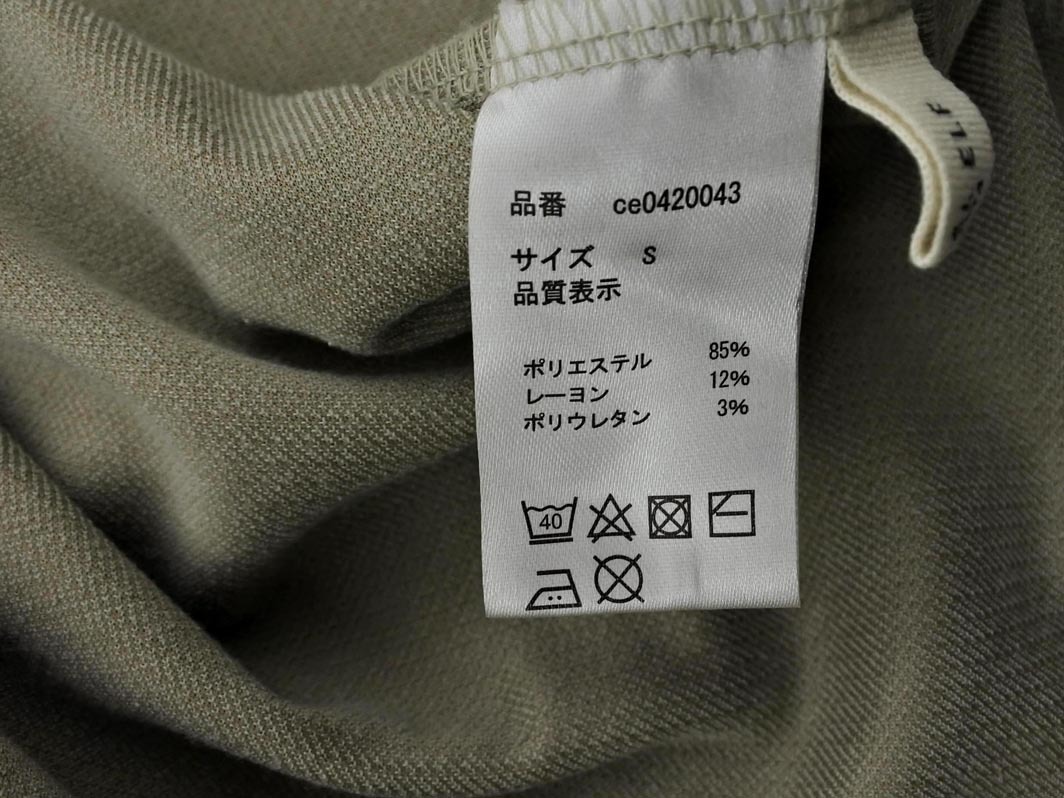 品番 ce0420043
サイズ S
品質表示
ポリエステル 85%
レーヨン 12%
ポリウレタン 3%
40
ELF